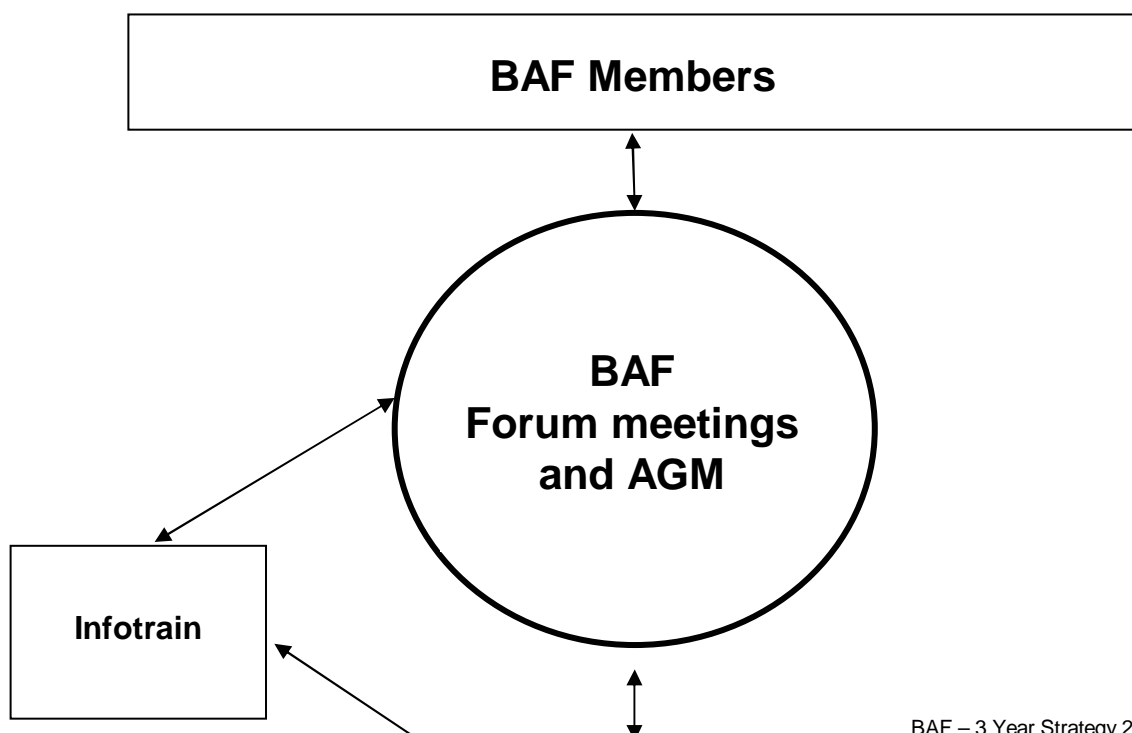 BAF Members
BAF
Forum meetings
and AGM
Infotrain
BAF – 3 Year Strategy 2